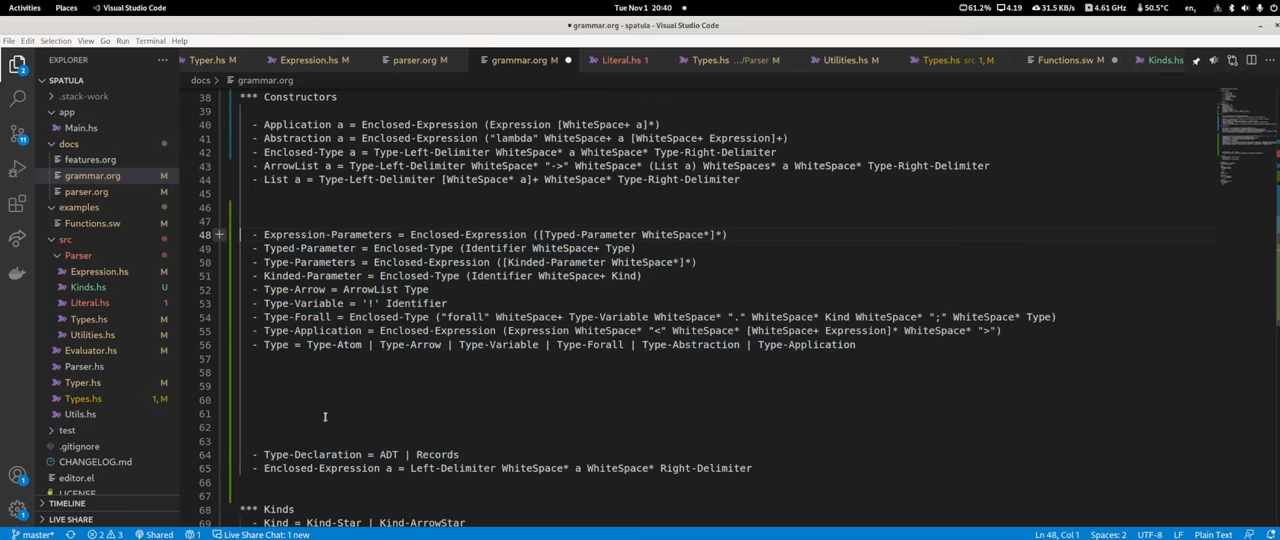 Activities Places Visual Studio Code Tue Nov 1 20:40 61.2% 4.19 31.5 KB/s 4.61 GHz 50.5°C en
● grammar.org - spatula - Visual Studio Code
File Edit Selection View Go Run Terminal Help
EXPLORER ··· Typer.hs M Expression.hs M parser.org M grammar.org M ● Literal.hs 1 Types.hs .../Parser M Utilities.hs M Types.hs src 1, M Functions.sw M ● Kinds.hs
SPATULA
docs > grammar.org
.stack-work
app
Main.hs
docs
features.org
grammar.org M
parser.org M
examples
Functions.sw M
src
Parser
Expression.hs M
Kinds.hs U
Literal.hs 1
Types.hs M
Utilities.hs M
Evaluator.hs M
Parser.hs
Typer.hs M
Types.hs 1, M
Utils.hs
test
.gitignore
CHANGELOG.md
editor.el
LICENSE
TIMELINE
LIVE SHARE
38 *** Constructors
39
40 - Application a = Enclosed-Expression (Expression [WhiteSpace+ a]*)
41 - Abstraction a = Enclosed-Expression ("lambda" WhiteSpace+ a [WhiteSpace+ Expression]+)
42 - Enclosed-Type a = Type-Left-Delimiter WhiteSpace* a WhiteSpace* Type-Right-Delimiter
43 - ArrowList a = Type-Left-Delimiter WhiteSpace* "->" WhiteSpace* (List a) WhiteSpaces* a WhiteSpace* Type-Right-Delimiter
44 - List a = Type-Left-Delimiter [WhiteSpace* a]+ WhiteSpace* Type-Right-Delimiter
45
46
47
48 - Expression-Parameters = Enclosed-Expression ([Typed-Parameter WhiteSpace*]*)
49 - Typed-Parameter = Enclosed-Type (Identifier WhiteSpace+ Type)
50 - Type-Parameters = Enclosed-Expression ([Kinded-Parameter WhiteSpace*]*)
51 - Kinded-Parameter = Enclosed-Type (Identifier WhiteSpace+ Kind)
52 - Type-Arrow = ArrowList Type
53 - Type-Variable = '!' Identifier
54 - Type-Forall = Enclosed-Type ("forall" WhiteSpace+ Type-Variable WhiteSpace* "." WhiteSpace* Kind WhiteSpace* ";" WhiteSpace* Type)
55 - Type-Application = Enclosed-Expression (Expression WhiteSpace* "<" WhiteSpace* [WhiteSpace+ Expression]* WhiteSpace* ">")
56 - Type = Type-Atom | Type-Arrow | Type-Variable | Type-Forall | Type-Abstraction | Type-Application
57
58
59
60
61
62
63
64 - Type-Declaration = ADT | Records
65 - Enclosed-Expression a = Left-Delimiter WhiteSpace* a WhiteSpace* Right-Delimiter
66
67
68 *** Kinds
69 - Kind = Kind-Star | Kind-ArrowStar
master* 2 3 Shared 1 Live Share Chat: 1 new Ln 48, Col 1 Spaces: 2 UTF-8 LF Plain Text